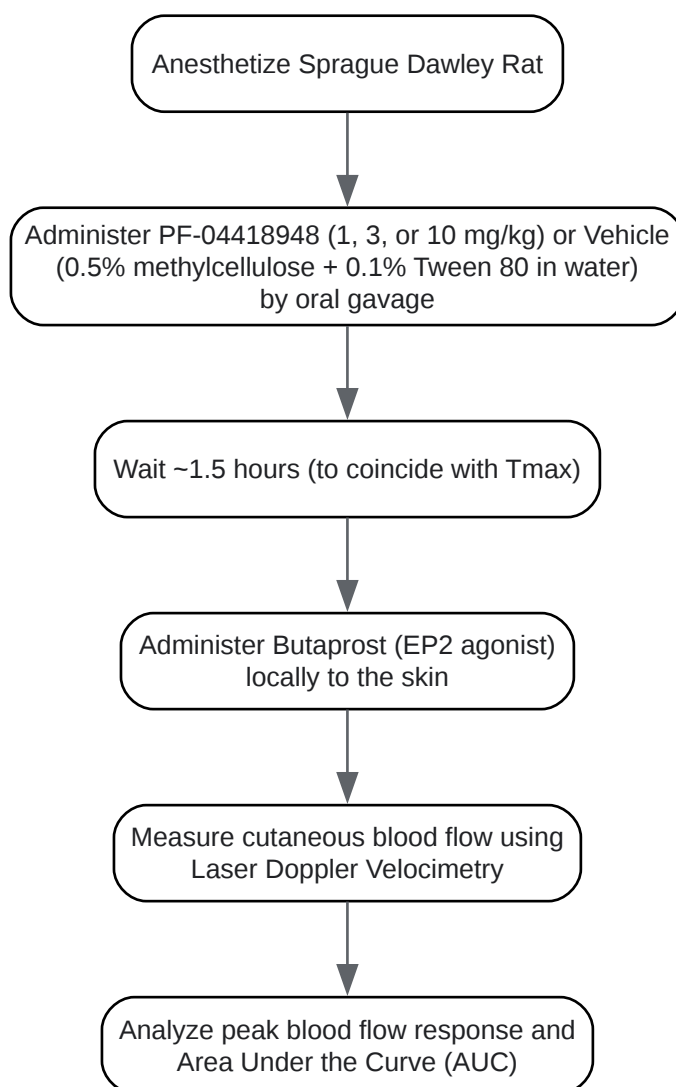 Anesthetize Sprague Dawley Rat
Administer PF-04418948 (1, 3, or 10 mg/kg) or Vehicle
(0.5% methylcellulose + 0.1% Tween 80 in water)
by oral gavage
Wait ~1.5 hours (to coincide with Tmax)
Administer Butaprost (EP2 agonist)
locally to the skin
Measure cutaneous blood flow using
Laser Doppler Velocimetry
Analyze peak blood flow response and
Area Under the Curve (AUC)